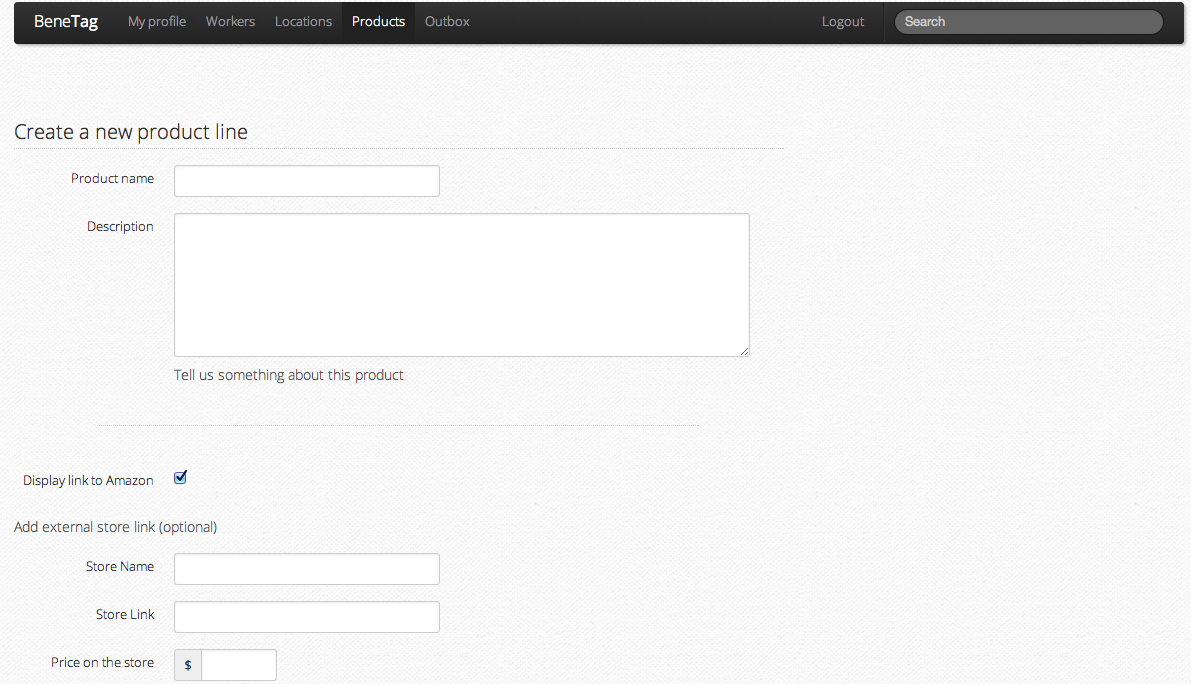 BeneTag My profile Workers Locations Products Outbox Logout Search
Create a new product line
Product name
Description
Tell us something about this product
Display link to Amazon
Add external store link (optional)
Store Name
Store Link
Price on the store $